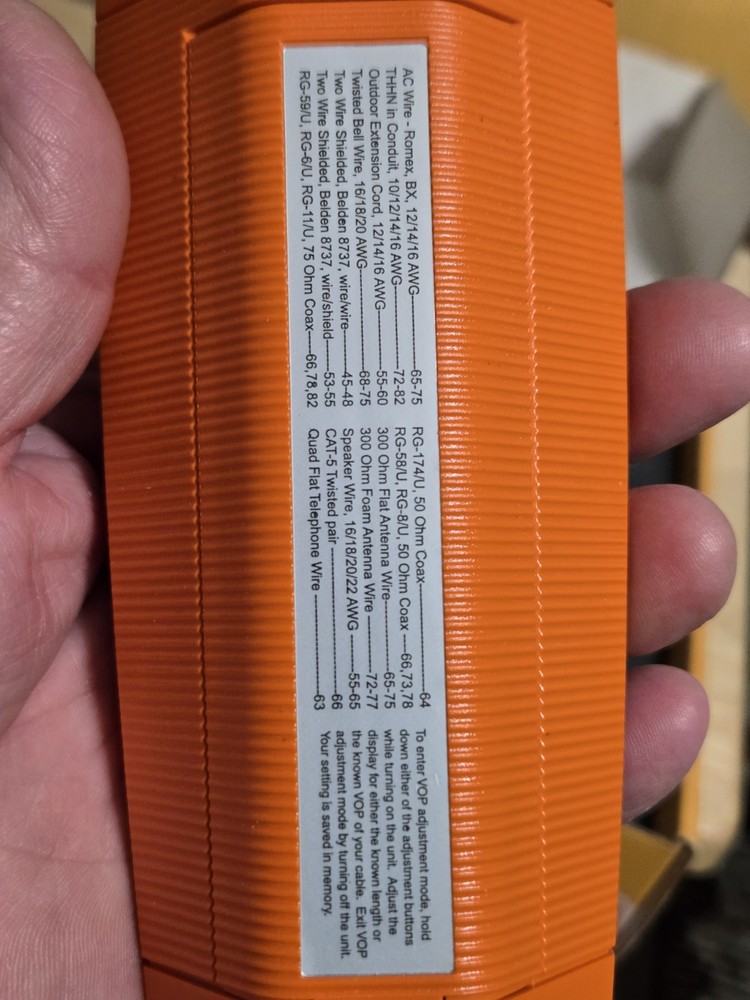 AC Wire - Romex, BX, 12/14/16 AWG------65-75
THHN in Conduit, 10/12/14/16 AWG------72-82
Outdoor Extension Cord, 12/14/16 AWG------55-60
Twisted Bell Wire, 16/18/20 AWG------68-75
Two Wire Shielded, Belden 8737, wire/wire------45-48
Two Wire Shielded, Belden 8737, wire/shield------53-55
RG-59/U, RG-6/U, RG-11/U, 75 Ohm Coax----66,78,82
RG-174/U, 50 Ohm Coax------64
RG-58/U, RG-8/U, 50 Ohm Coax ----66,73,78
300 Ohm Flat Antenna Wire------65-75
300 Ohm Foam Antenna Wire ------72-77
Speaker Wire, 16/18/20/22 AWG ------55-65
CAT-5 Twisted pair ------66
Quad Flat Telephone Wire ------63
To enter VOP adjustment mode, hold
down either of the adjustment buttons
while turning on the unit. Adjust the
display for either the known length or
the known VOP of your cable. Exit VOP
adjustment mode by turning off the unit.
Your setting is saved in memory.